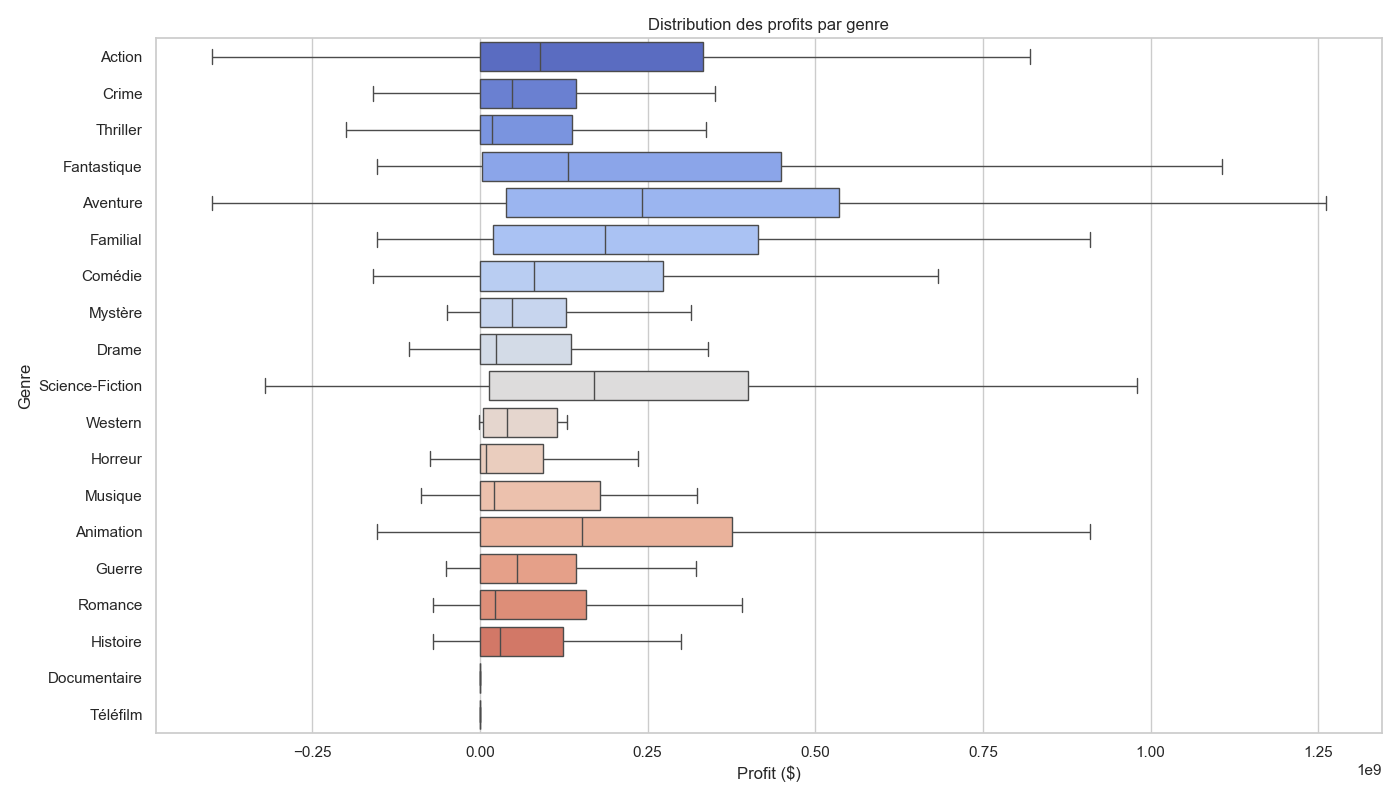 Distribution des profits par genre
Action
Crime
Thriller
Fantastique
Aventure
Familial
Comédie
Mystère
Drame
Science-Fiction
Western
Horreur
Musique
Animation
Guerre
Romance
Histoire
Documentaire
Téléfilm
Genre
−0.25 0.00 0.25 0.50 0.75 1.00 1.25
1e9
Profit ($)